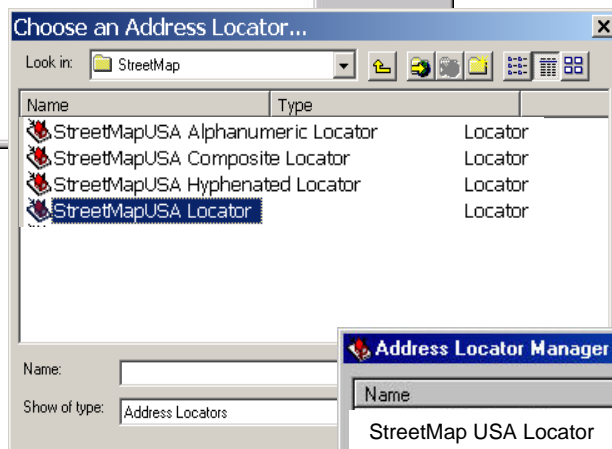 Choose an Address Locator...
Look in: StreetMap
Name Type
StreetMapUSA Alphanumeric Locator Locator
StreetMapUSA Composite Locator Locator
StreetMapUSA Hyphenated Locator Locator
StreetMapUSA Locator Locator
Address Locator Manager
Name:
Name
Show of type: Address Locators
StreetMap USA Locator